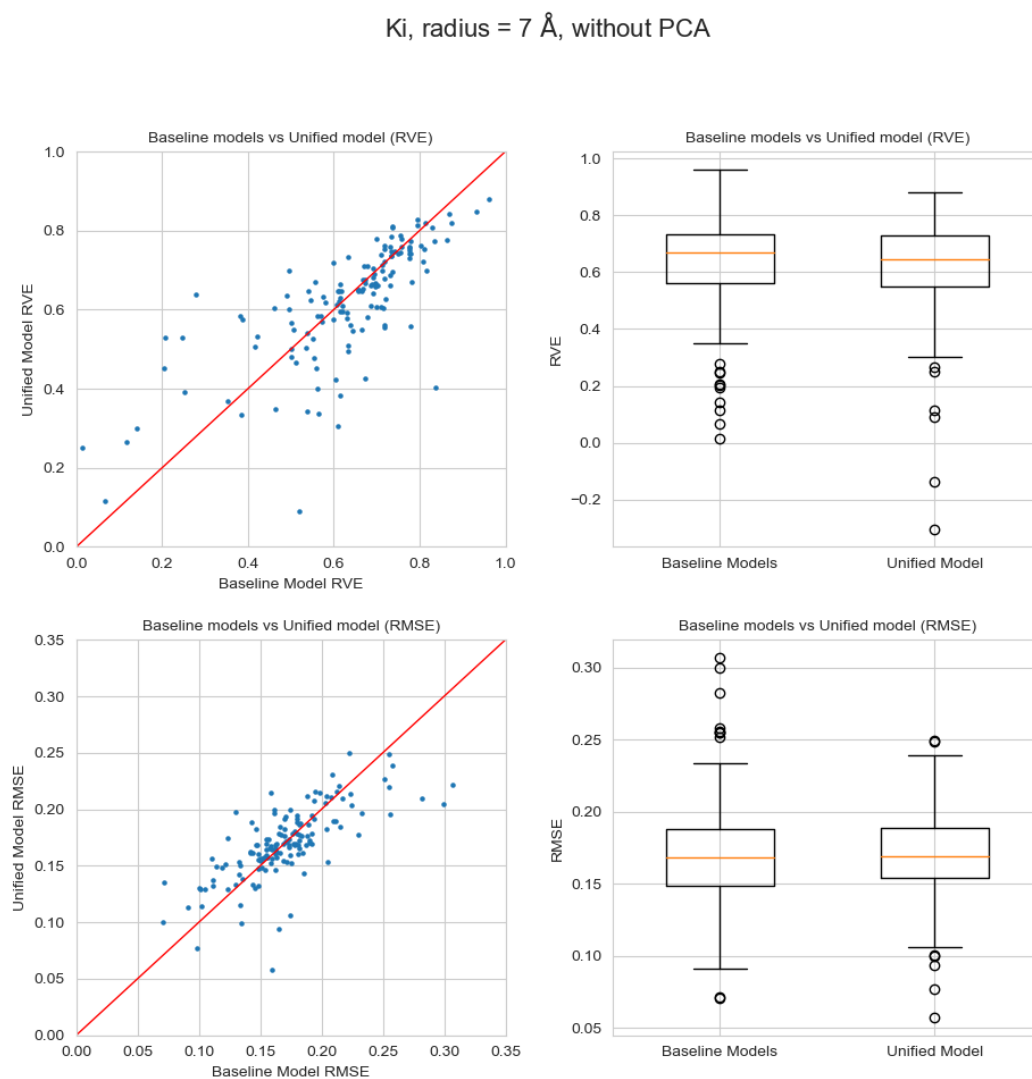 Ki, radius = 7 Å, without PCA
Baseline models vs Unified model (RVE)
1.0
0.8
0.6
0.4
0.2
0.0
Unified Model RVE
0.0 0.2 0.4 0.6 0.8 1.0
Baseline Model RVE
Baseline models vs Unified model (RVE)
1.0
0.8
0.6
0.4
0.2
0.0
−0.2
RVE
Baseline Models Unified Model
Baseline models vs Unified model (RMSE)
0.35
0.30
0.25
0.20
0.15
0.10
0.05
0.00
Unified Model RMSE
0.00 0.05 0.10 0.15 0.20 0.25 0.30 0.35
Baseline Model RMSE
Baseline models vs Unified model (RMSE)
0.30
0.25
0.20
0.15
0.10
0.05
RMSE
Baseline Models Unified Model